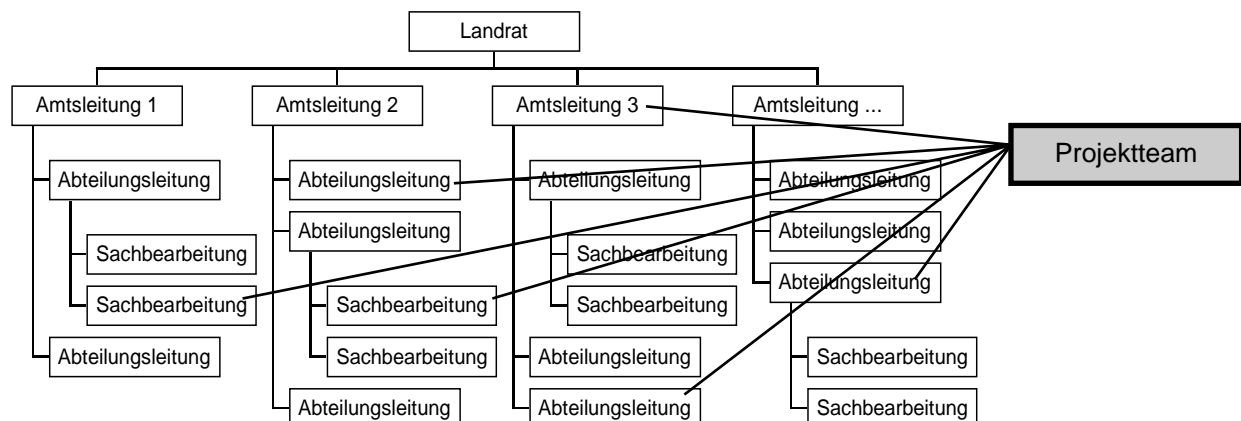 Landrat
Amtsleitung 1
Amtsleitung 2
Amtsleitung 3
Amtsleitung ...
Projektteam
Abteilungsleitung
Abteilungsleitung
Abteilungsleitung
Abteilungsleitung
Abteilungsleitung
Abteilungsleitung
Sachbearbeitung
Sachbearbeitung
Sachbearbeitung
Sachbearbeitung
Sachbearbeitung
Abteilungsleitung
Abteilungsleitung
Sachbearbeitung
Abteilungsleitung
Sachbearbeitung
Abteilungsleitung
Abteilungsleitung
Sachbearbeitung
Sachbearbeitung